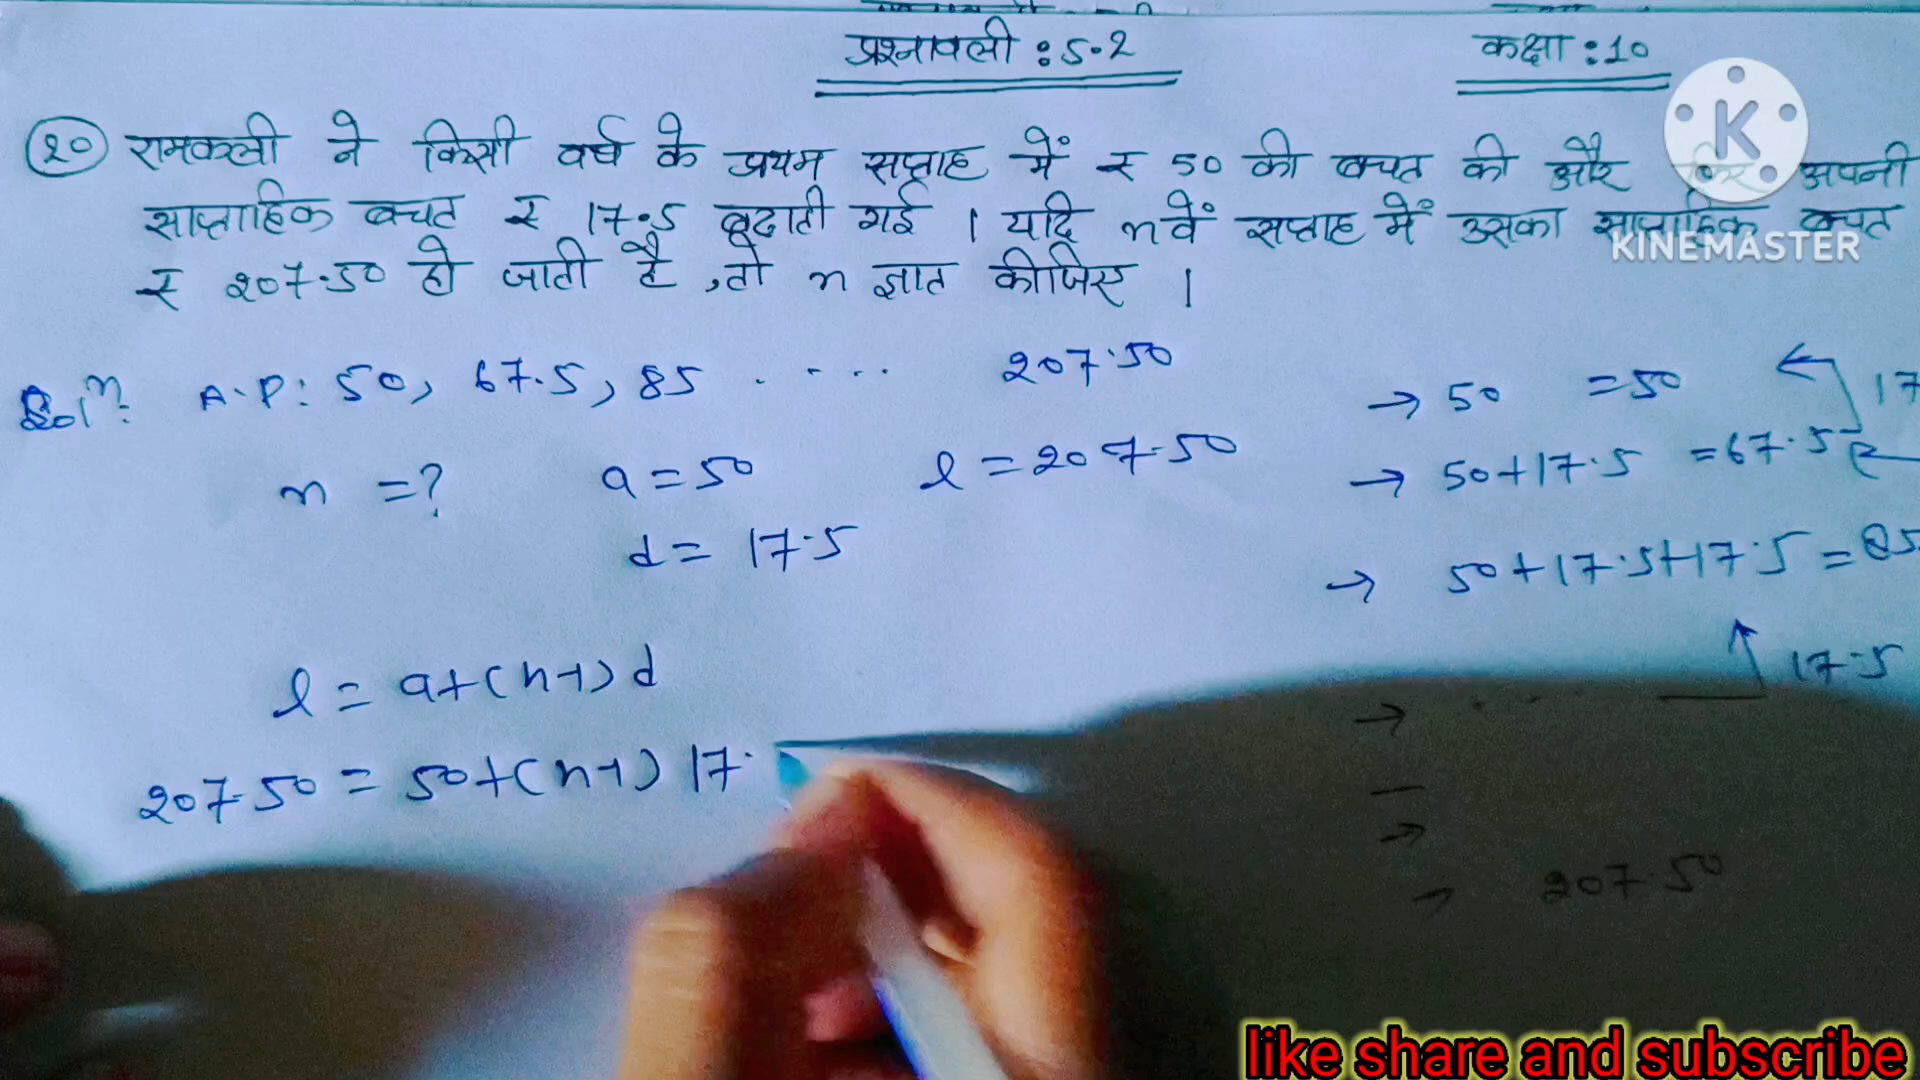 प्रश्नावली : 5.2
कक्षा : 10
20 रामकली ने किसी वर्ष के प्रथम सप्ताह में ₹ 50 की बचत की और फिर अपनी
साप्ताहिक बचत ₹ 17.5 बढ़ाती गई । यदि nवें सप्ताह में उसका साप्ताहिक बचत
₹ 207.50 हो जाती है, तो n ज्ञात कीजिए ।
K
KINEMASTER
Solⁿ: A.P: 50, 67.5, 85 ..... 207.50
n = ? a = 50 l = 207.50
d = 17.5
l = a+(n-1)d
207.50 = 50+(n-1) 17.
→ 50 = 50
17
→ 50+17.5 = 67.5
→ 50+17.5+17.5 = 85
17.5
→ . . .
→
→ 207.50
like share and subscribe